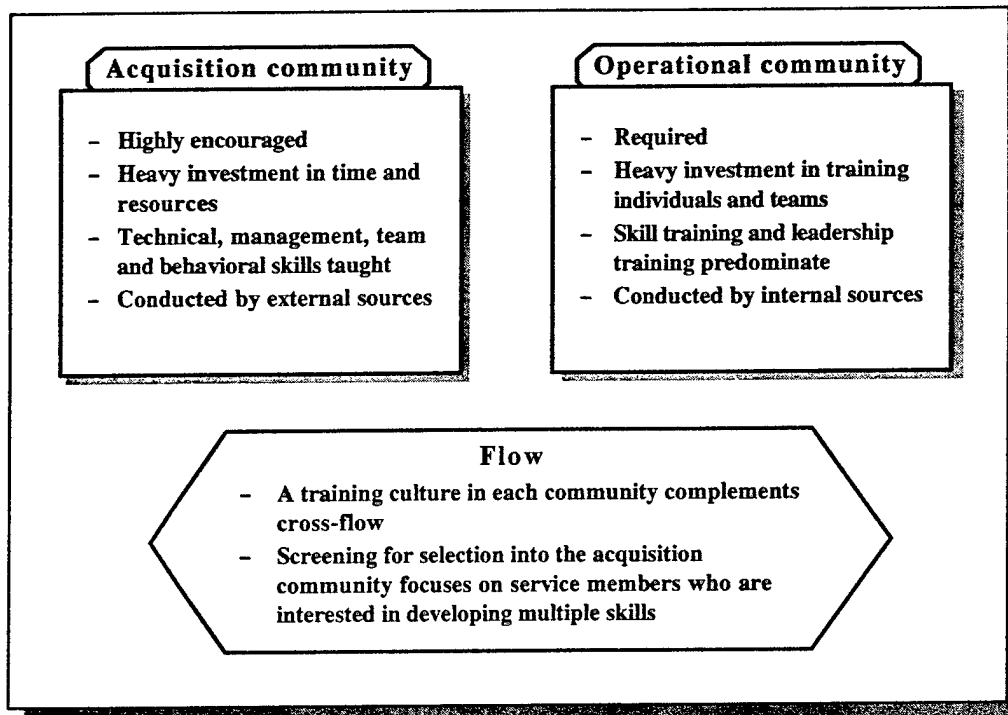 Acquisition community
– Highly encouraged
– Heavy investment in time and
resources
– Technical, management, team
and behavioral skills taught
– Conducted by external sources
Operational community
– Required
– Heavy investment in training
individuals and teams
– Skill training and leadership
training predominate
– Conducted by internal sources
Flow
– A training culture in each community complements
cross-flow
– Screening for selection into the acquisition
community focuses on service members who are
interested in developing multiple skills